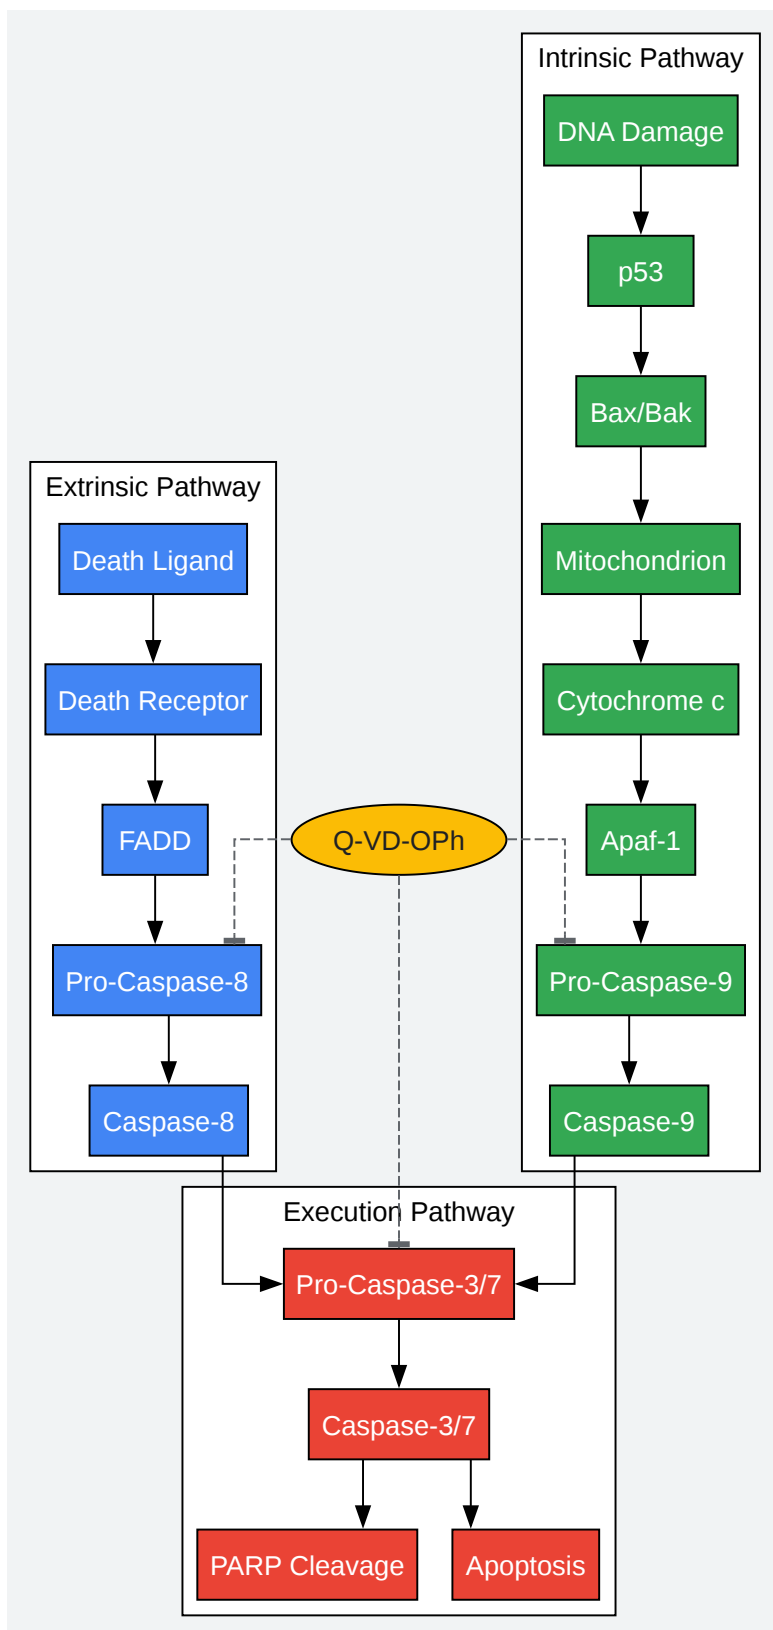 Intrinsic Pathway
DNA Damage
p53
Bax/Bak
Mitochondrion
Cytochrome c
Apaf-1
Pro-Caspase-9
Caspase-9
Extrinsic Pathway
Death Ligand
Death Receptor
FADD
Pro-Caspase-8
Caspase-8
Q-VD-OPh
Execution Pathway
Pro-Caspase-3/7
Caspase-3/7
PARP Cleavage
Apoptosis